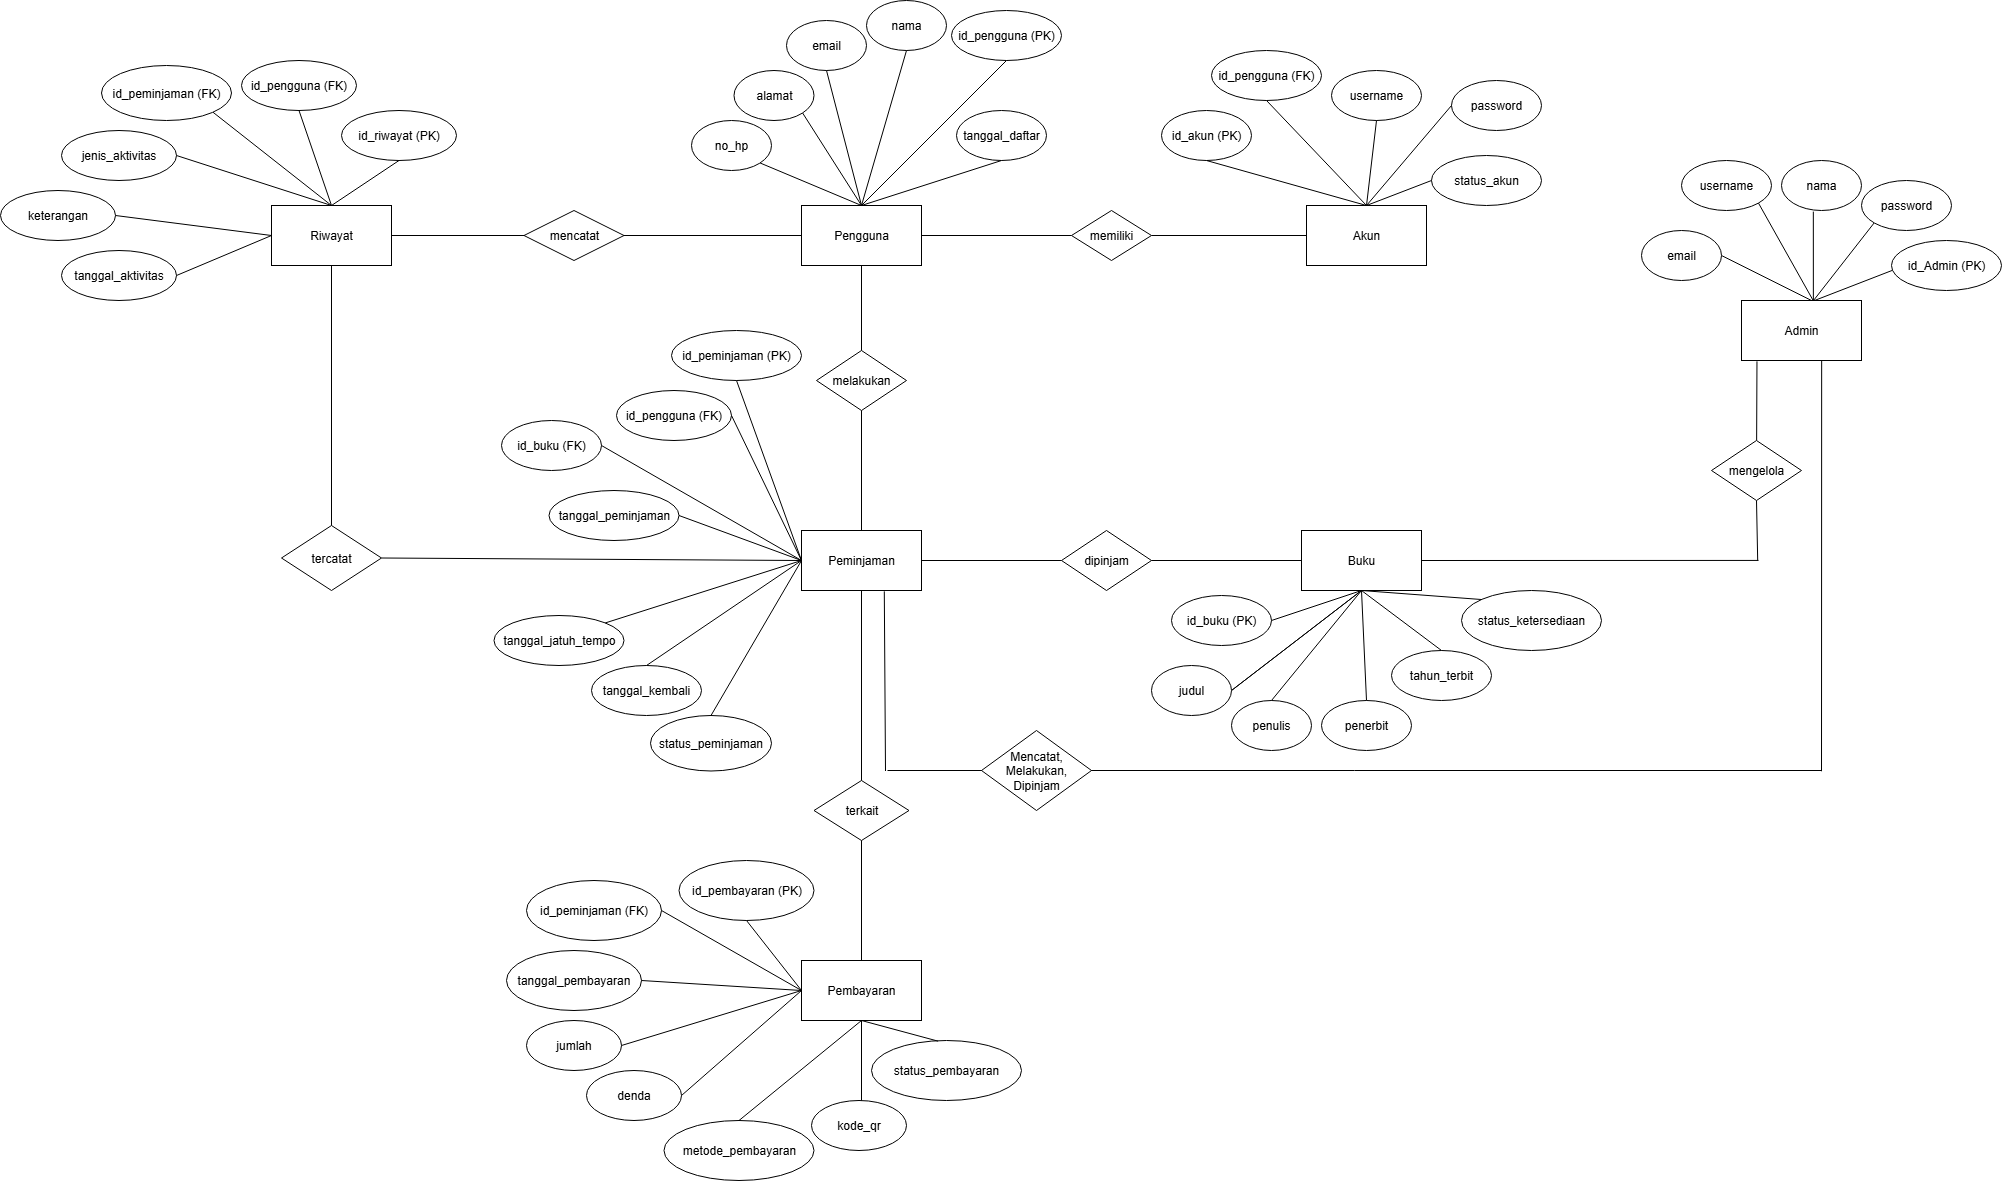 nama
id_pengguna (PK)
email
id_pengguna (FK)
id_pengguna (FK)
id_peminjaman (FK)
alamat
username
password
id_riwayat (PK)
tanggal_daftar
id_akun (PK)
no_hp
jenis_aktivitas
status_akun
username
nama
password
keterangan
Riwayat
mencatat
Pengguna
memiliki
Akun
email
id_Admin (PK)
tanggal_aktivitas
Admin
id_peminjaman (PK)
melakukan
id_pengguna (FK)
id_buku (FK)
mengelola
tanggal_peminjaman
tercatat
Peminjaman
dipinjam
Buku
id_buku (PK)
status_ketersediaan
tanggal_jatuh_tempo
tahun_terbit
tanggal_kembali
judul
penulis
penerbit
status_peminjaman
Mencatat,
Melakukan,
Dipinjam
terkait
id_pembayaran (PK)
id_peminjaman (FK)
tanggal_pembayaran
Pembayaran
jumlah
status_pembayaran
denda
kode_qr
metode_pembayaran